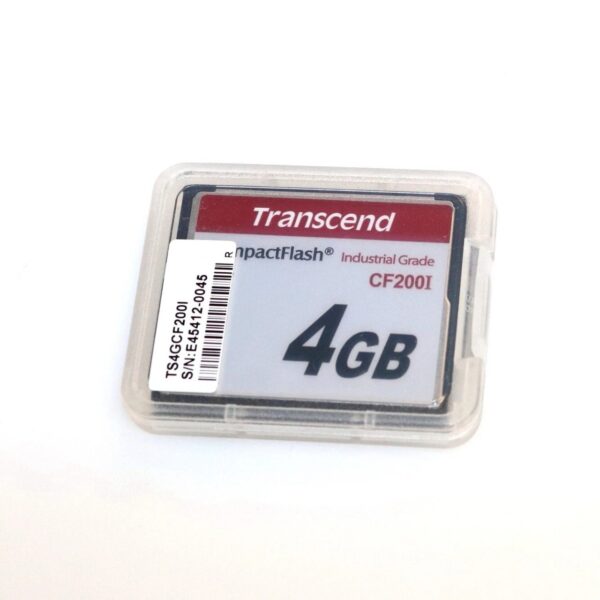 Transcend
mpactFlash® Industrial Grade
CF200I
4GB
R
TS4GCF200I
S/N:E45412-0045